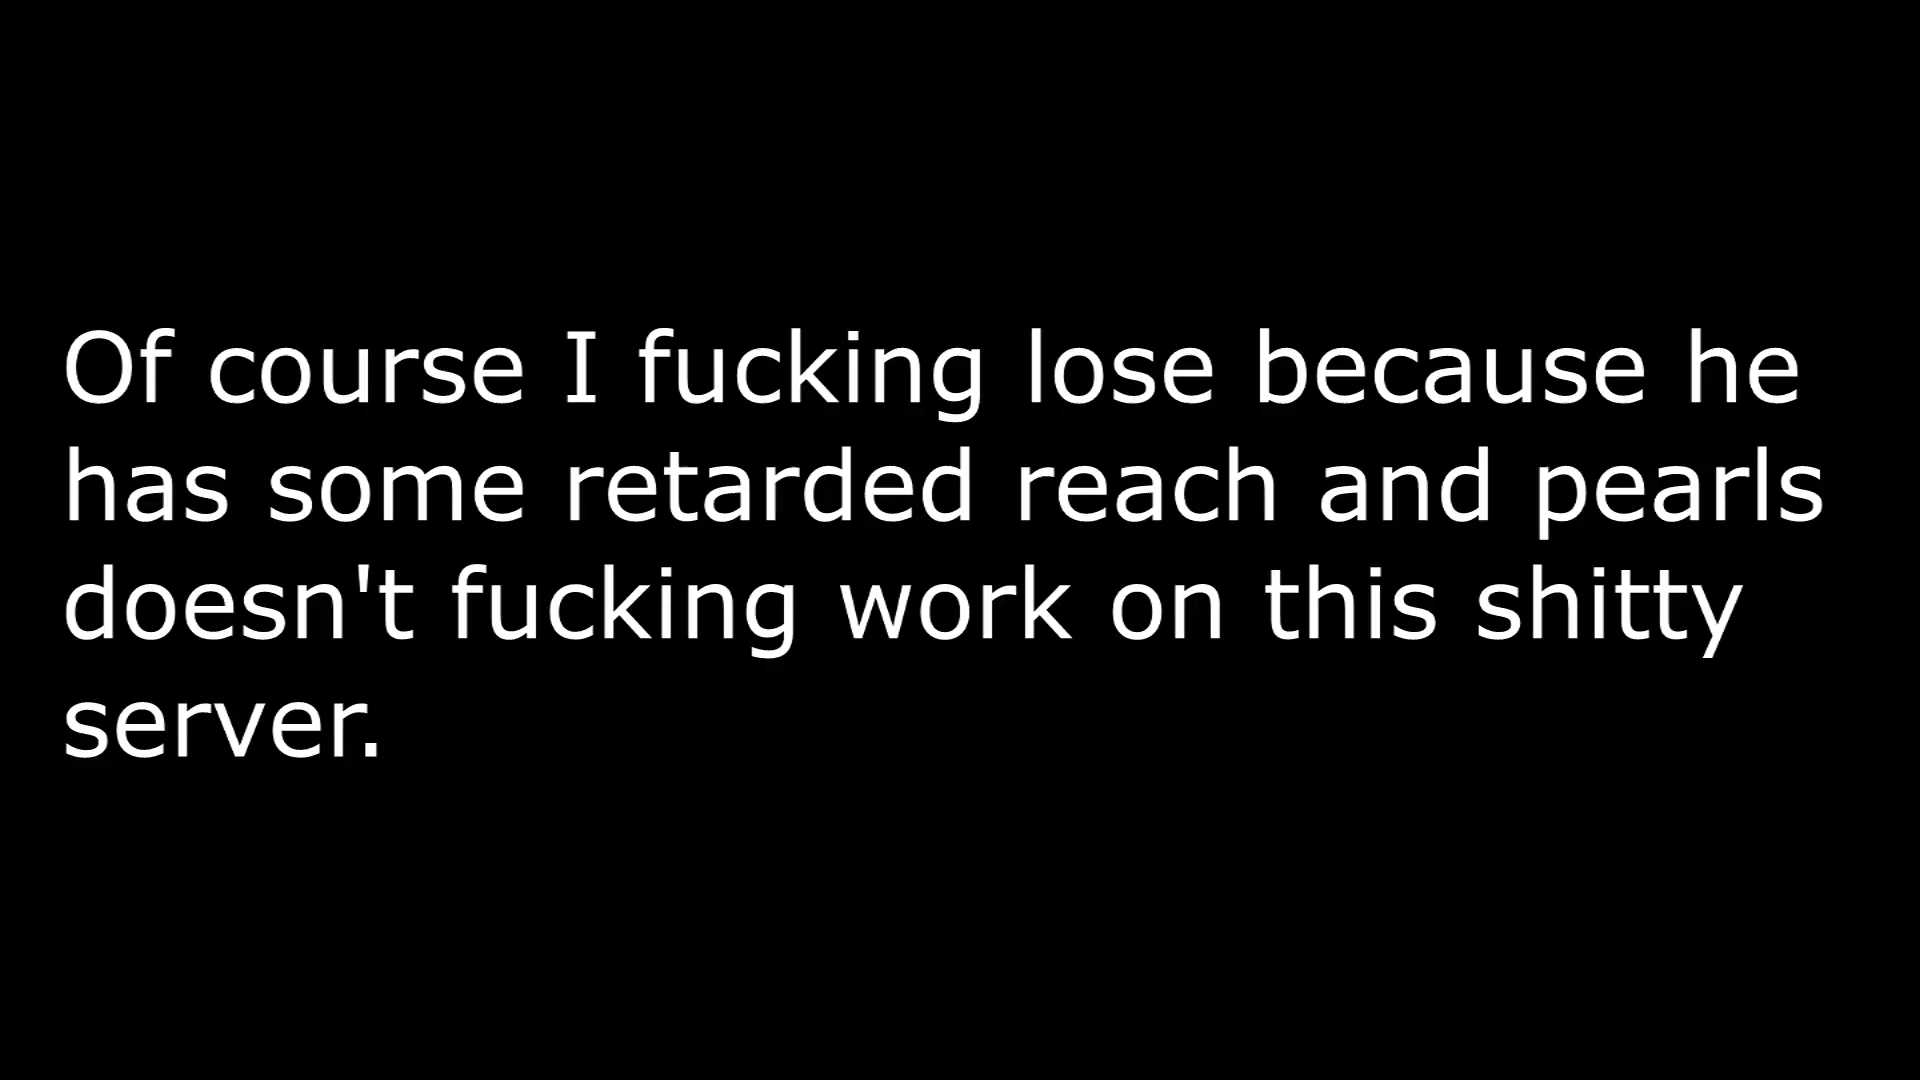 Of course I fucking lose because he
has some retarded reach and pearls
doesn't fucking work on this shitty
server.